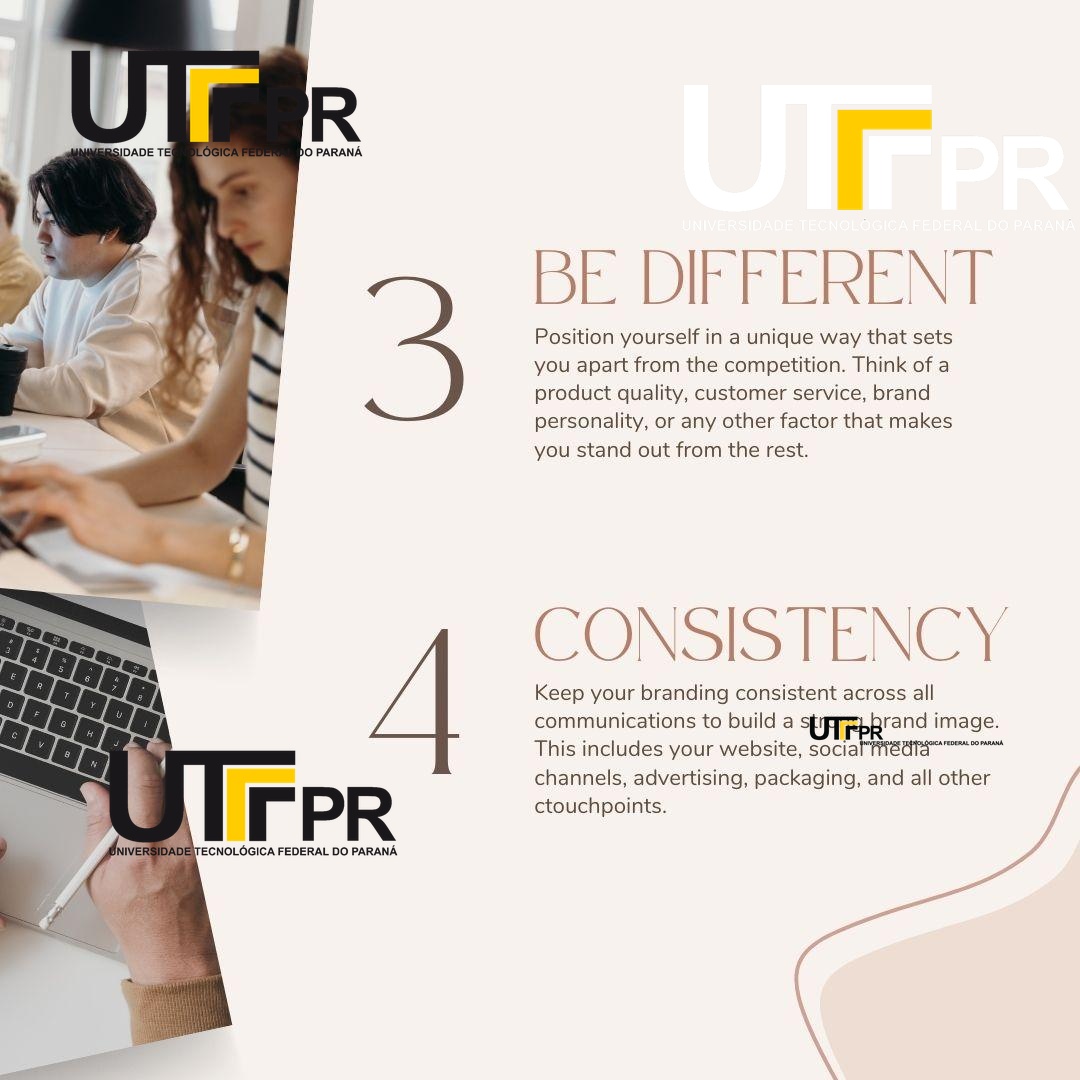 UTFPR
UNIVERSIDADE TECNOLÓGICA FEDERAL DO PARANÁ
UTFPR
UNIVERSIDADE TECNOLÓGICA FEDERAL DO PARANÁ
3
BE DIFFERENT
Position yourself in a unique way that sets
you apart from the competition. Think of a
product quality, customer service, brand
personality, or any other factor that makes
you stand out from the rest.
4
CONSISTENCY
Keep your branding consistent across all
communications to build a strong brand image.
This includes your website, social media
channels, advertising, packaging, and all other
ctouchpoints.
UTFPR
UNIVERSIDADE TECNOLÓGICA FEDERAL DO PARANÁ
UTFPR
UNIVERSIDADE TECNOLÓGICA FEDERAL DO PARANÁ